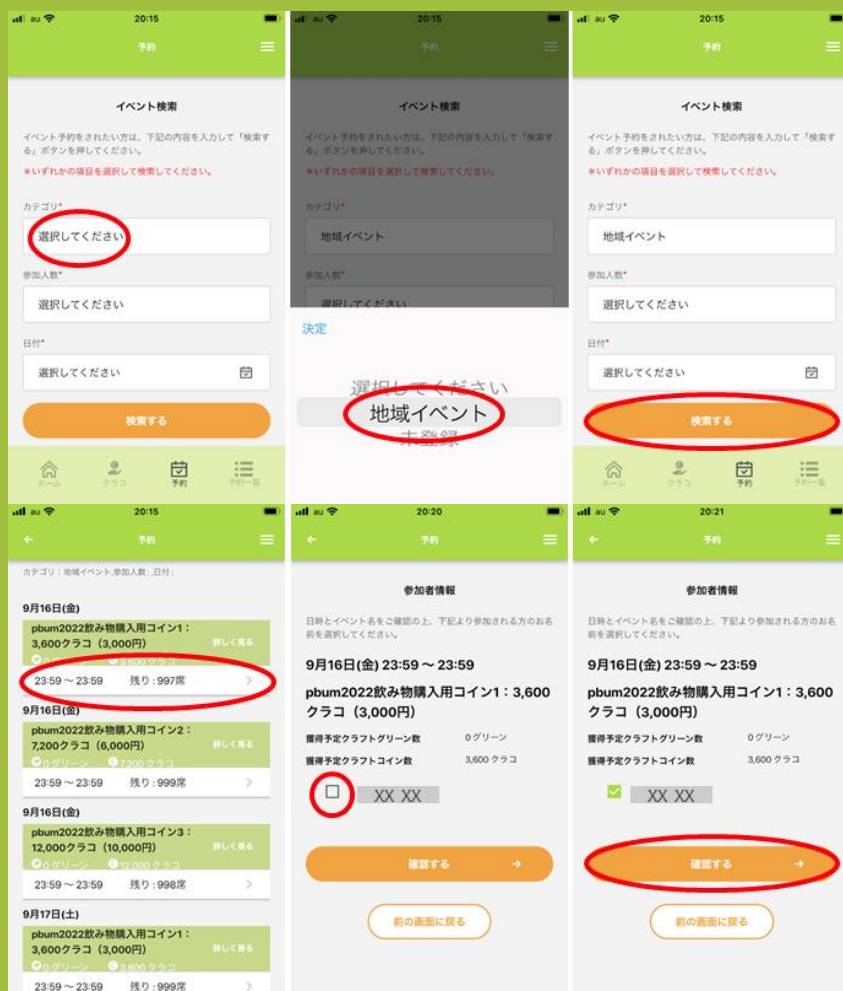 au 20:15
予約
イベント検索
イベント予約をされたい方は、下記の内容を入力して「検索す
る」ボタンを押してください。
*いずれかの項目を選択して検索してください。
カテゴリ*
選択してください
参加人数*
選択してください
日付*
選択してください
検索する
ホーム クラコ 予約 予約一覧
au 20:15
予約
イベント検索
イベント予約をされたい方は、下記の内容を入力して「検索す
る」ボタンを押してください。
*いずれかの項目を選択して検索してください。
カテゴリ*
地域イベント
参加人数*
選択してください
決定
選択してください
地域イベント
未登録
au 20:15
予約
イベント検索
イベント予約をされたい方は、下記の内容を入力して「検索す
る」ボタンを押してください。
*いずれかの項目を選択して検索してください。
カテゴリ*
地域イベント
参加人数*
選択してください
日付*
選択してください
検索する
ホーム クラコ 予約 予約一覧
au 20:15
予約
カテゴリ：地域イベント,参加人数：,日付：
9月16日(金)
pbum2022飲み物購入用コイン1：
3,600クラコ（3,000円） 詳しく見る
0グリーン 3,600クラコ
23:59～23:59 残り：997席
9月16日(金)
pbum2022飲み物購入用コイン2：
7,200クラコ（6,000円） 詳しく見る
0グリーン 7,200クラコ
23:59～23:59 残り：999席
9月16日(金)
pbum2022飲み物購入用コイン3：
12,000クラコ（10,000円） 詳しく見る
0グリーン 12,000クラコ
23:59～23:59 残り：998席
9月17日(土)
pbum2022飲み物購入用コイン1：
3,600クラコ（3,000円） 詳しく見る
0グリーン 3,600クラコ
23:59～23:59 残り：999席
au 20:20
予約
参加者情報
日時とイベント名をご確認の上、下記より参加される方のお名
前を選択してください。
9月16日(金) 23:59～23:59
pbum2022飲み物購入用コイン1：3,600
クラコ（3,000円）
獲得予定クラフトグリーン数 0グリーン
獲得予定クラフトコイン数 3,600クラコ
XX XX
確認する
前の画面に戻る
au 20:21
予約
参加者情報
日時とイベント名をご確認の上、下記より参加される方のお名
前を選択してください。
9月16日(金) 23:59～23:59
pbum2022飲み物購入用コイン1：3,600
クラコ（3,000円）
獲得予定クラフトグリーン数 0グリーン
獲得予定クラフトコイン数 3,600クラコ
XX XX
確認する
前の画面に戻る